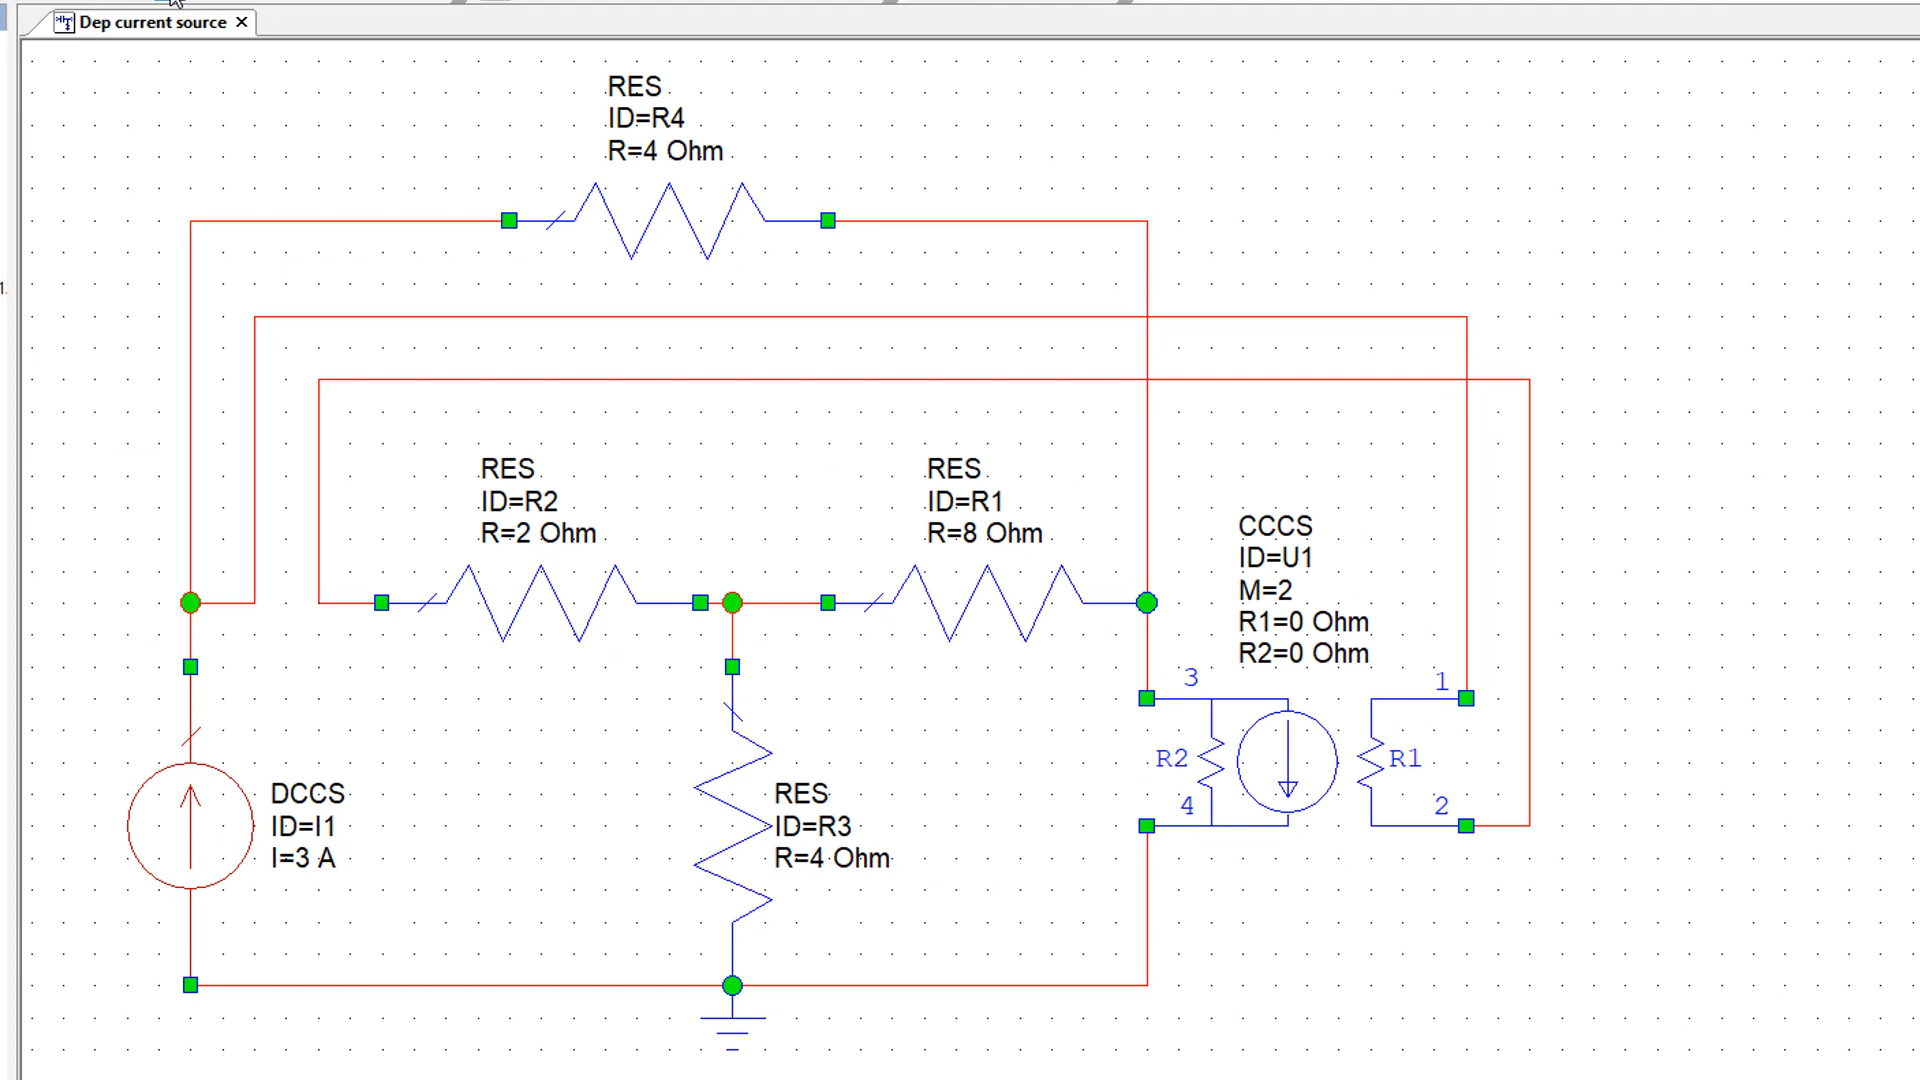 Dep current source
RES
ID=R4
R=4 Ohm
1.
RES
ID=R2
R=2 Ohm
RES
ID=R1
R=8 Ohm
CCCS
ID=U1
M=2
R1=0 Ohm
R2=0 Ohm
3
1
R2
R1
4
2
DCCS
ID=I1
I=3 A
RES
ID=R3
R=4 Ohm